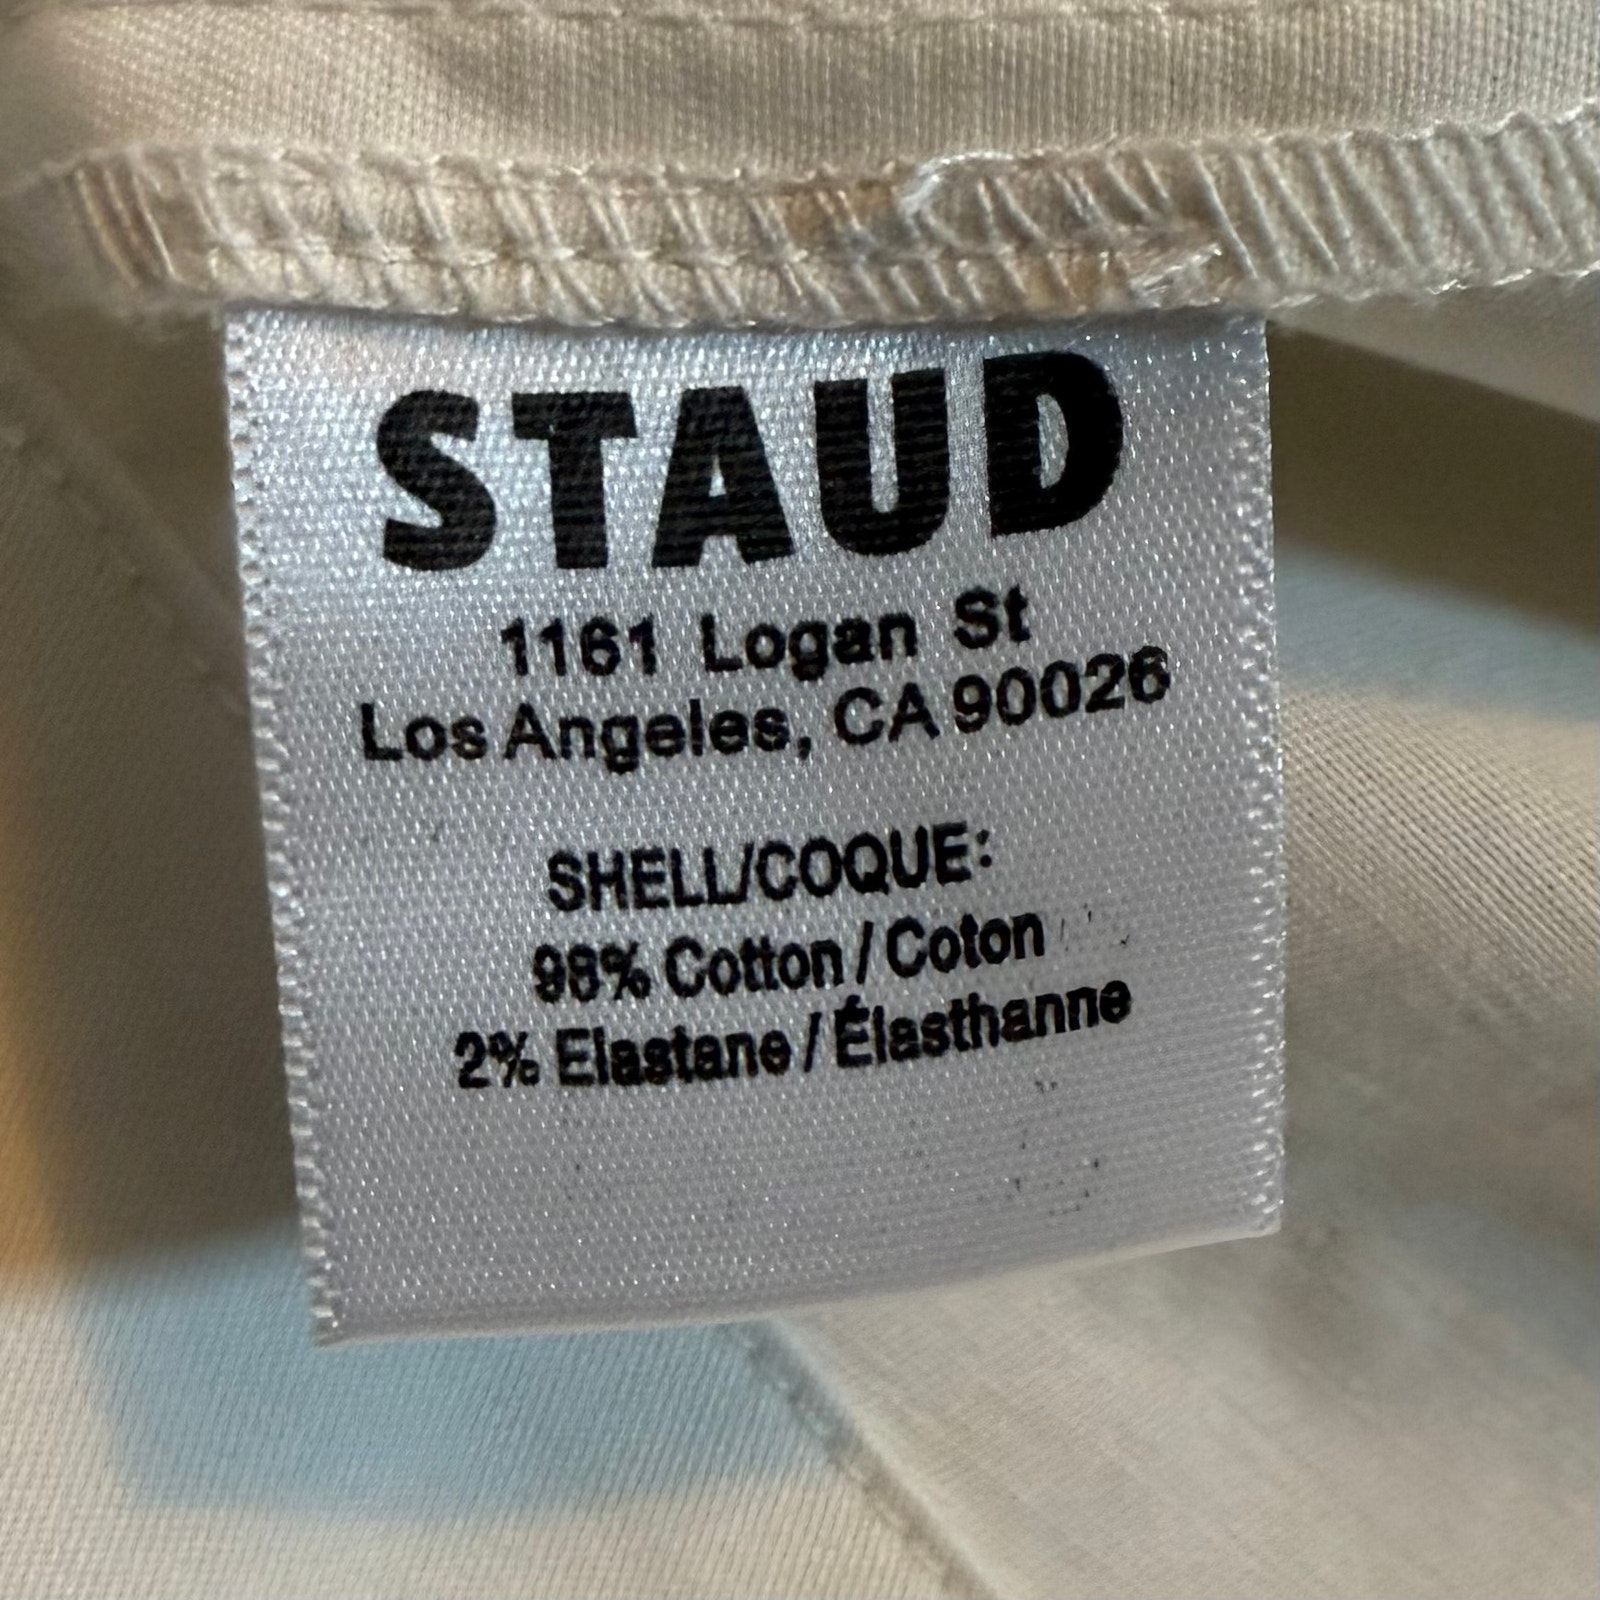 STAUD
1161 Logan St
Los Angeles, CA 90026
SHELL/COQUE:
98% Cotton / Coton
2% Elastane / Élasthanne